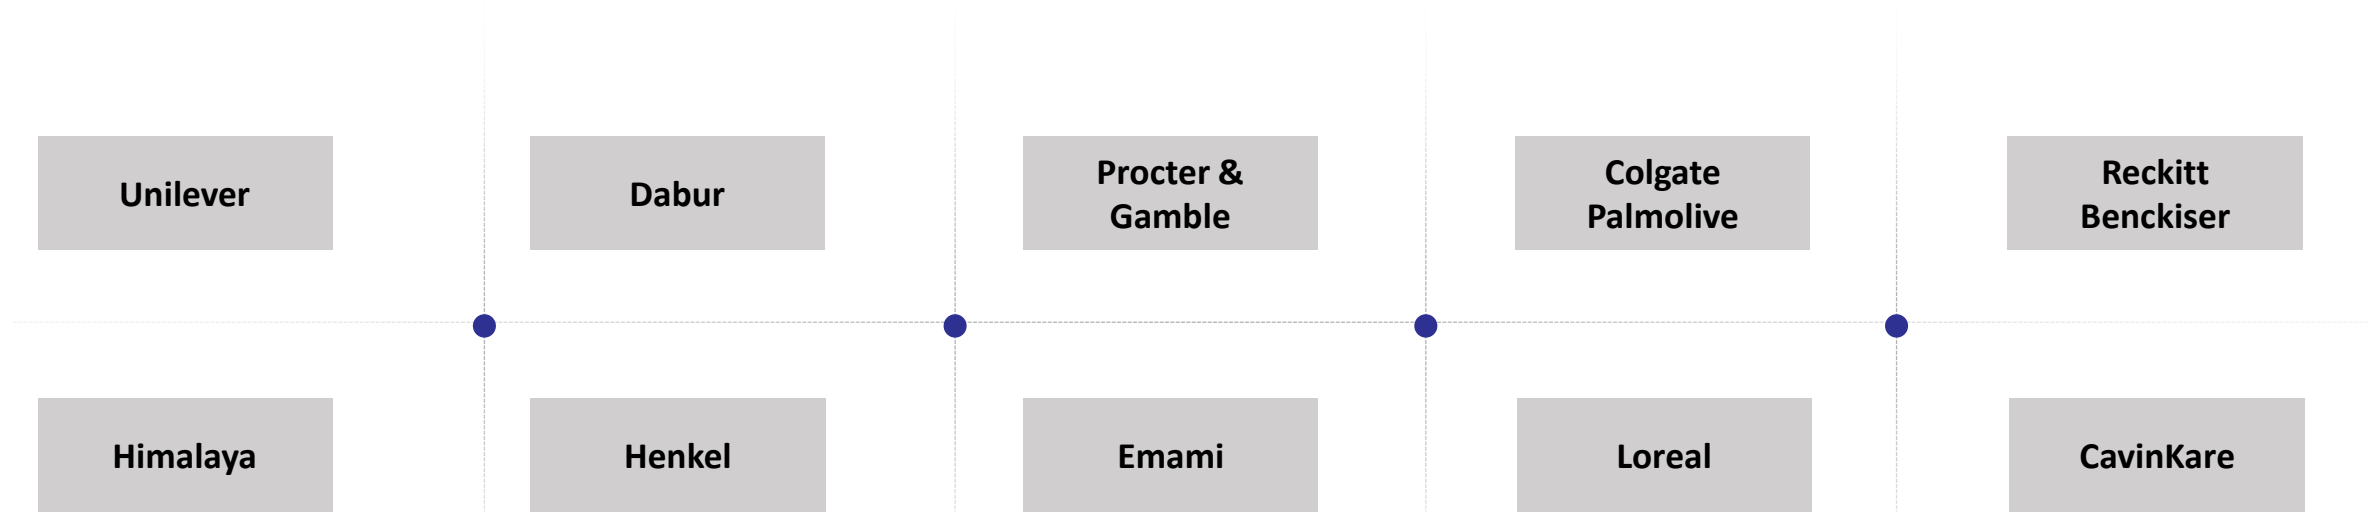 Unilever
Dabur
Procter &
Gamble
Colgate
Palmolive
Reckitt
Benckiser
Himalaya
Henkel
Emami
Loreal
CavinKare